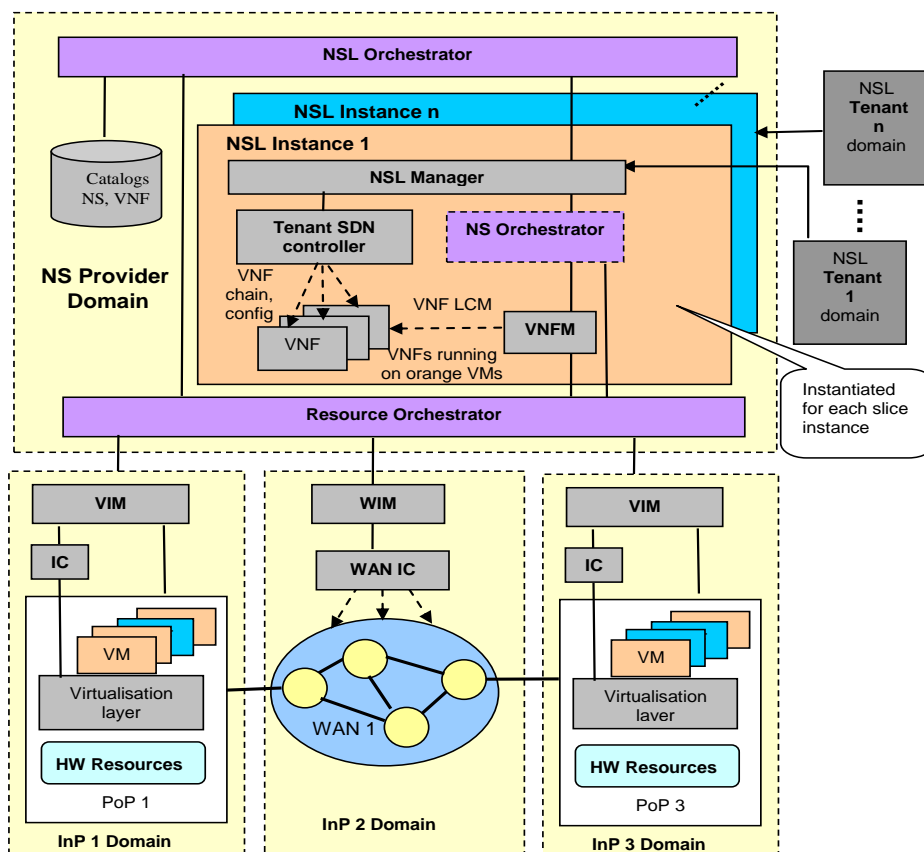 NSL Orchestrator
NSL Instance n
NSL Instance 1
NSL Manager
Catalogs
NS, VNF
Tenant SDN
controller
NS Orchestrator
NS Provider
Domain
VNF
chain,
config
VNF LCM
VNF
VNFM
VNFs running
on orange VMs
Resource Orchestrator
NSL
Tenant
n
domain
NSL
Tenant
1
domain
Instantiated
for each slice
instance
VIM
IC
VM
Virtualisation
layer
HW Resources
PoP 1
InP 1 Domain
WIM
WAN IC
WAN 1
InP 2 Domain
VIM
IC
VM
Virtualisation
laver
HW Resources
PoP 3
InP 3 Domain